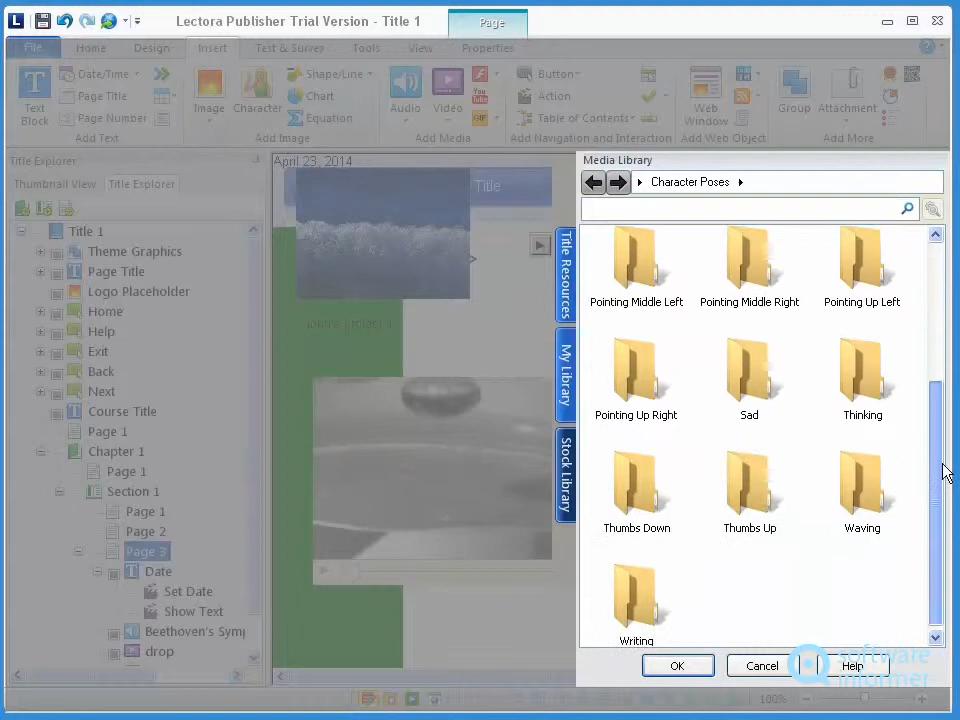 Lectora Publisher Trial Version - Title 1
Page
File
Home
Design
Insert
Test & Survey
Tools
View
Properties
Text Block
Date/Time
Page Title
Page Number
Add Text
Image
Character
Shape/Line
Chart
Equation
Add Image
Audio
Video
You Tube
GIF
Add Media
Button
Action
Table of Contents
Add Navigation and Interaction
Web Window
Add Web Object
Group
Attachment
Add More
Title Explorer
Thumbnail View
Title Explorer
Title 1
Theme Graphics
Page Title
Logo Placeholder
Home
Help
Exit
Back
Next
Course Title
Page 1
Chapter 1
Page 1
Section 1
Page 1
Page 2
Page 3
Date
Set Date
Show Text
Beethoven's Symp
drop
April 23, 2014
Title
Title Resources
My Library
Stock Library
Media Library
Character Poses
Pointing Middle Left
Pointing Middle Right
Pointing Up Left
Pointing Up Right
Sad
Thinking
Thumbs Down
Thumbs Up
Waving
Writing
OK
Cancel
Help
software
informer
100%